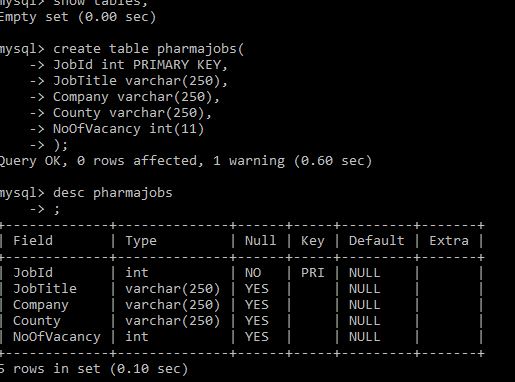 mysql> show tables;
Empty set (0.00 sec)
mysql> create table pharmajobs(
-> JobId int PRIMARY KEY,
-> JobTitle varchar(250),
-> Company varchar(250),
-> County varchar(250),
-> NoOfVacancy int(11)
-> );
Query OK, 0 rows affected, 1 warning (0.60 sec)
mysql> desc pharmajobs
-> ;
+-------------+--------------+------+-----+---------+-------+
| Field | Type | Null | Key | Default | Extra |
+-------------+--------------+------+-----+---------+-------+
| JobId | int | NO | PRI | NULL | |
| JobTitle | varchar(250) | YES | | NULL | |
| Company | varchar(250) | YES | | NULL | |
| County | varchar(250) | YES | | NULL | |
| NoOfVacancy | int | YES | | NULL | |
+-------------+--------------+------+-----+---------+-------+
5 rows in set (0.10 sec)